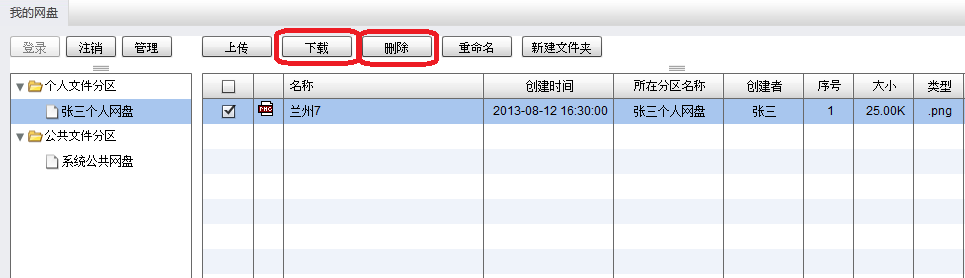 我的网盘
登录 注销 管理 上传 下载 删除 重命名 新建文件夹
个人文件分区 名称 创建时间 所在分区名称 创建者 序号 大小 类型
张三个人网盘 PNG 兰州7 2013-08-12 16:30:00 张三个人网盘 张三 1 25.00K .png
公共文件分区
系统公共网盘